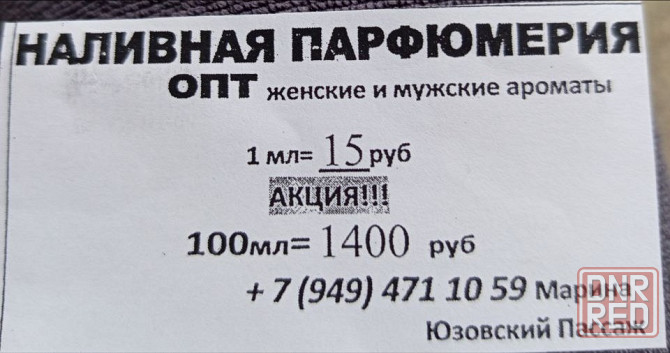 НАЛИВНАЯ ПАРФЮМЕРИЯ
ОПТ женские и мужские ароматы
1 мл= 15 руб
АКЦИЯ!!!
100мл= 1400 руб
+ 7 (949) 471 10 59 Марина
Юзовский Пассаж
DNR
RED